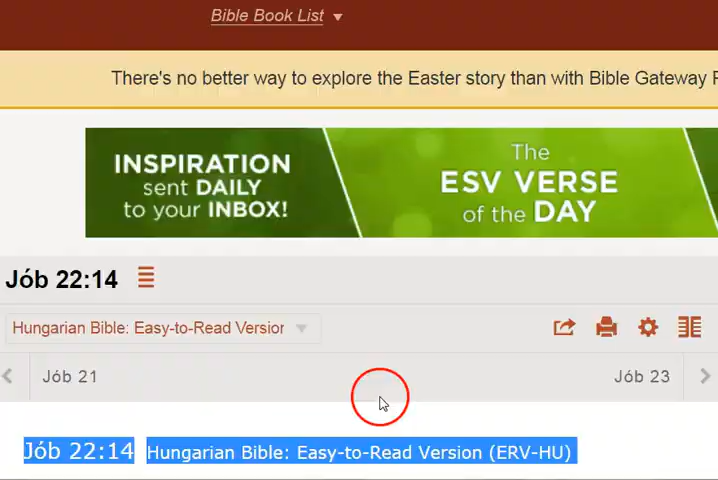 Bible Book List
There's no better way to explore the Easter story than with Bible Gateway
INSPIRATION
sent DAILY
to your INBOX!
The
ESV VERSE
of the DAY
Jób 22:14
Hungarian Bible: Easy-to-Read Version
Jób 21
Jób 23
Jób 22:14 Hungarian Bible: Easy-to-Read Version (ERV-HU)